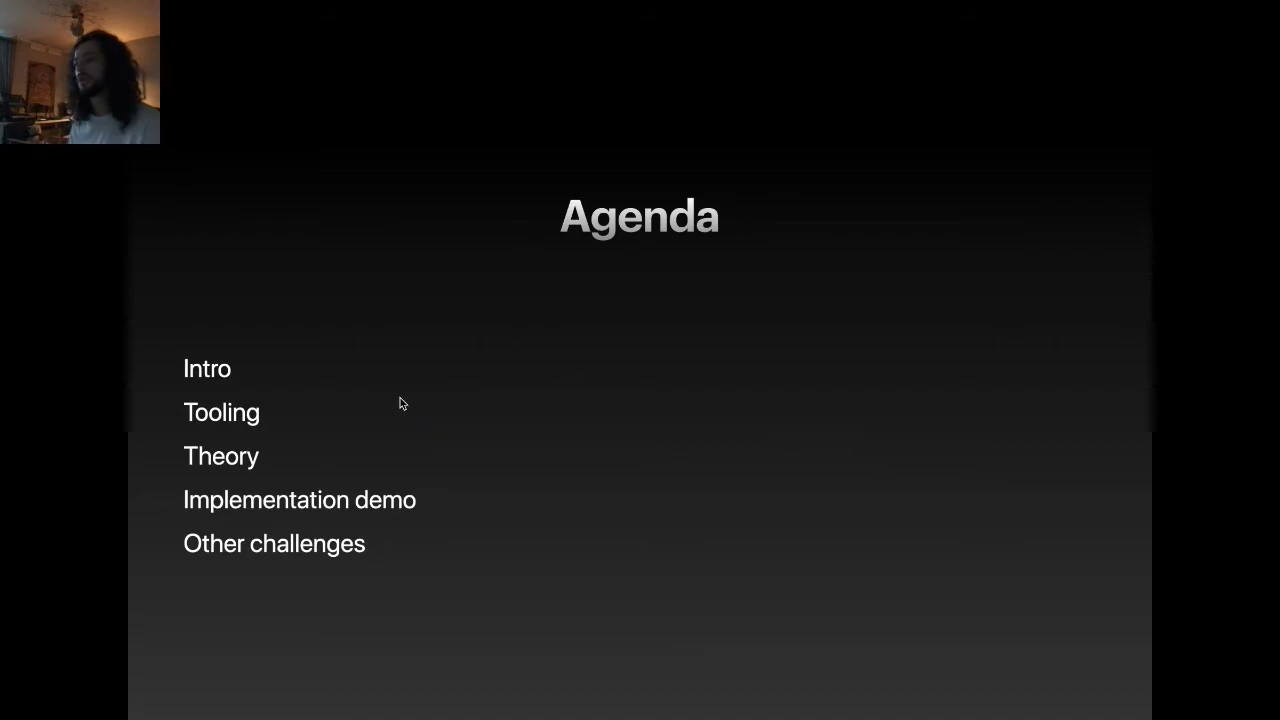 Agenda
Intro
Tooling
Theory
Implementation demo
Other challenges